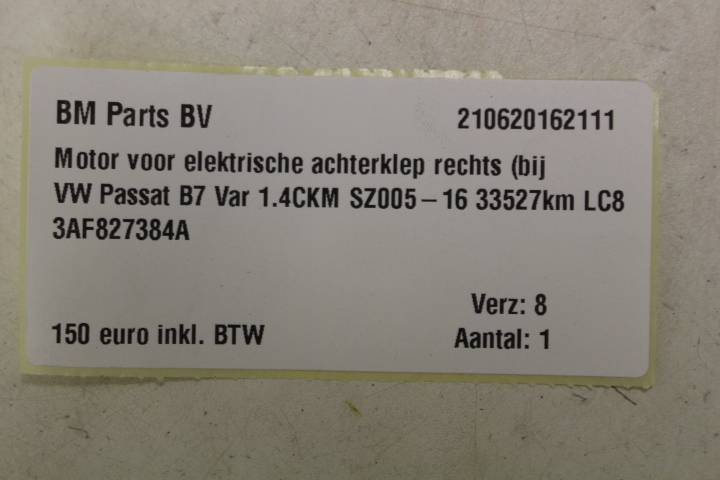 BM Parts BV 210620162111
Motor voor elektrische achterklep rechts (bij
VW Passat B7 Var 1.4CKM SZ005-16 33527km LC8
3AF827384A
Verz: 8
150 euro inkl. BTW Aantal: 1